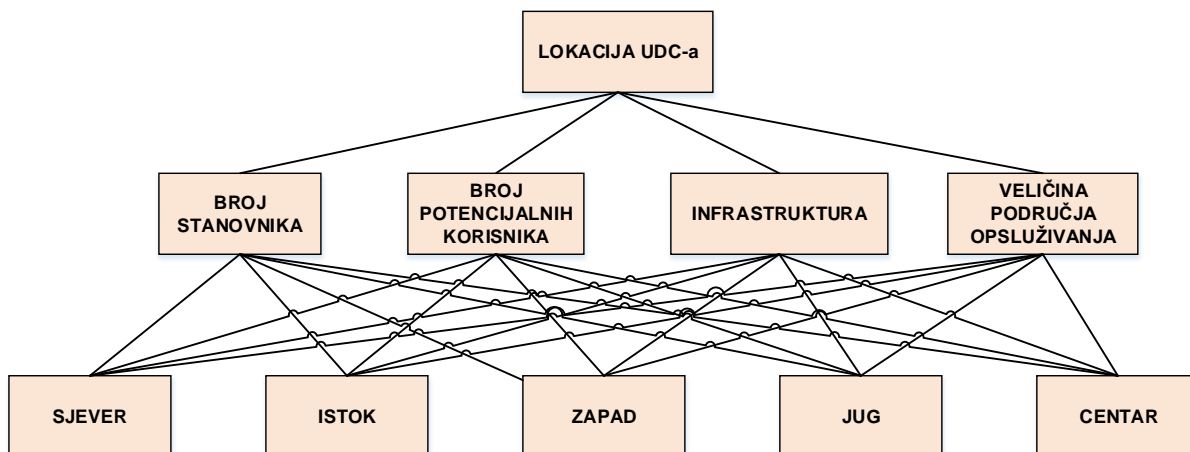 LOKACIJA UDC-a
BROJ
STANOVNIKA
BROJ
POTENCIJALNIH
KORISNIKA
INFRASTRUKTURA
VELIČINA
PODRUČJA
OPSLUŽIVANJA
SJEVER
ISTOK
ZAPAD
JUG
CENTAR